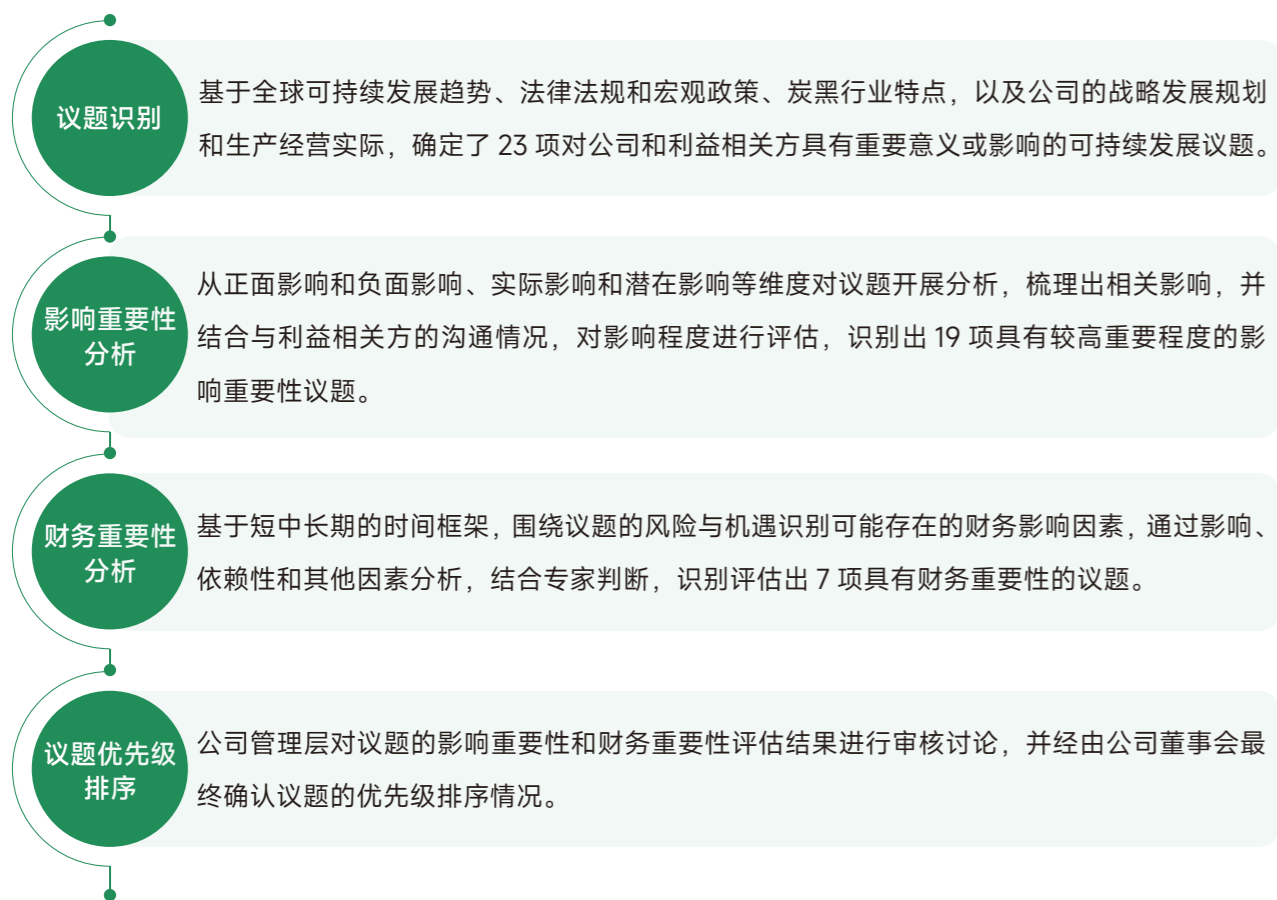 议题识别
基于全球可持续发展趋势、法律法规和宏观政策、炭黑行业特点，以及公司的战略发展规划
和生产经营实际，确定了 23 项对公司和利益相关方具有重要意义或影响的可持续发展议题。
影响重要性
分析
从正面影响和负面影响、实际影响和潜在影响等维度对议题开展分析，梳理出相关影响，并
结合与利益相关方的沟通情况，对影响程度进行评估，识别出 19 项具有较高重要程度的影
响重要性议题。
财务重要性
分析
基于短中长期的时间框架，围绕议题的风险与机遇识别可能存在的财务影响因素，通过影响、
依赖性和其他因素分析，结合专家判断，识别评估出 7 项具有财务重要性的议题。
议题优先级
排序
公司管理层对议题的影响重要性和财务重要性评估结果进行审核讨论，并经由公司董事会最
终确认议题的优先级排序情况。